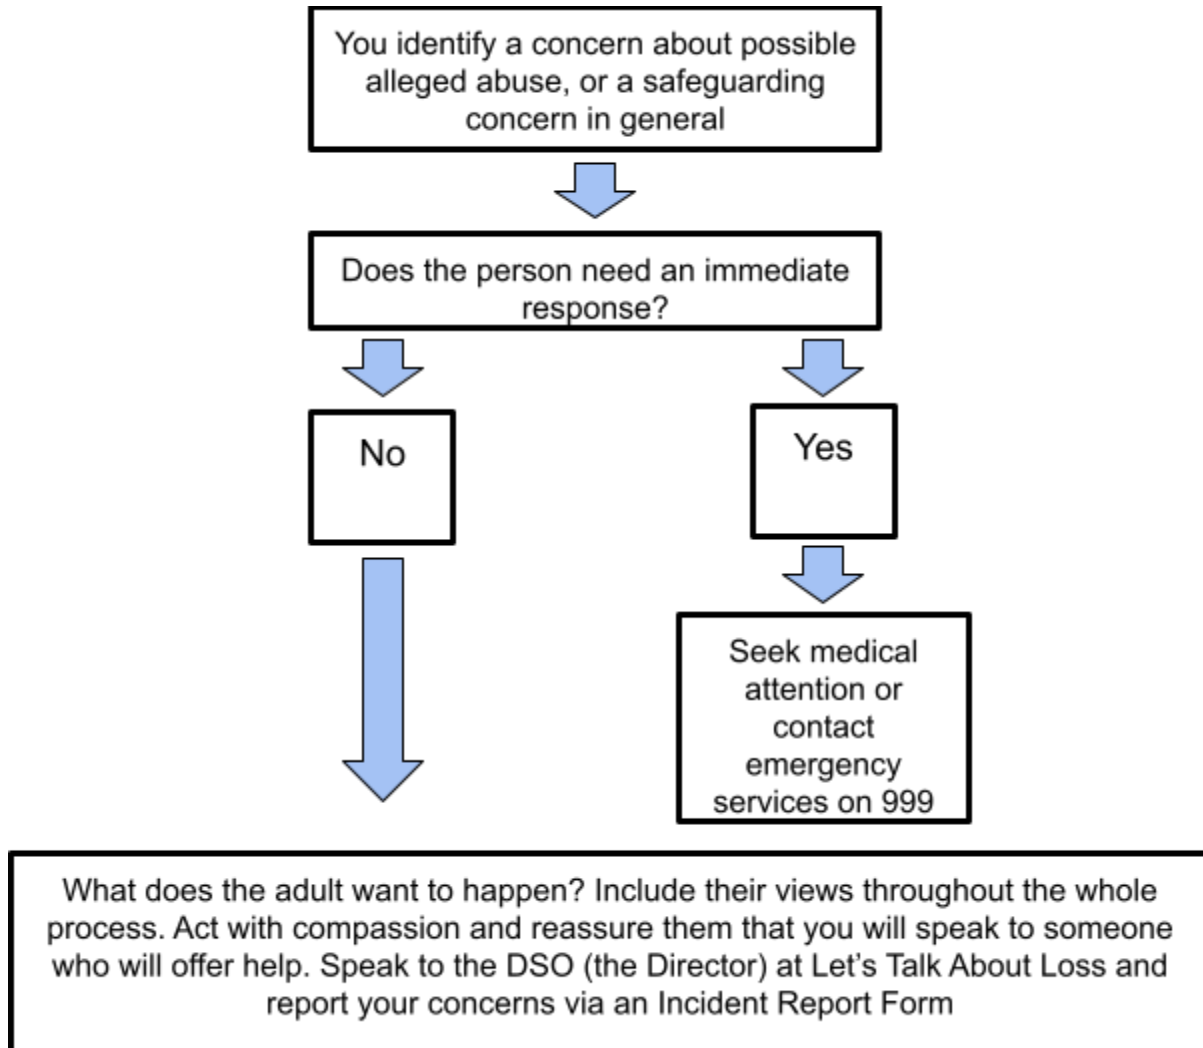 You identify a concern about possible
alleged abuse, or a safeguarding
concern in general
Does the person need an immediate
response?
No
Yes
Seek medical
attention or
contact
emergency
services on 999
What does the adult want to happen? Include their views throughout the whole
process. Act with compassion and reassure them that you will speak to someone
who will offer help. Speak to the DSO (the Director) at Let’s Talk About Loss and
report your concerns via an Incident Report Form